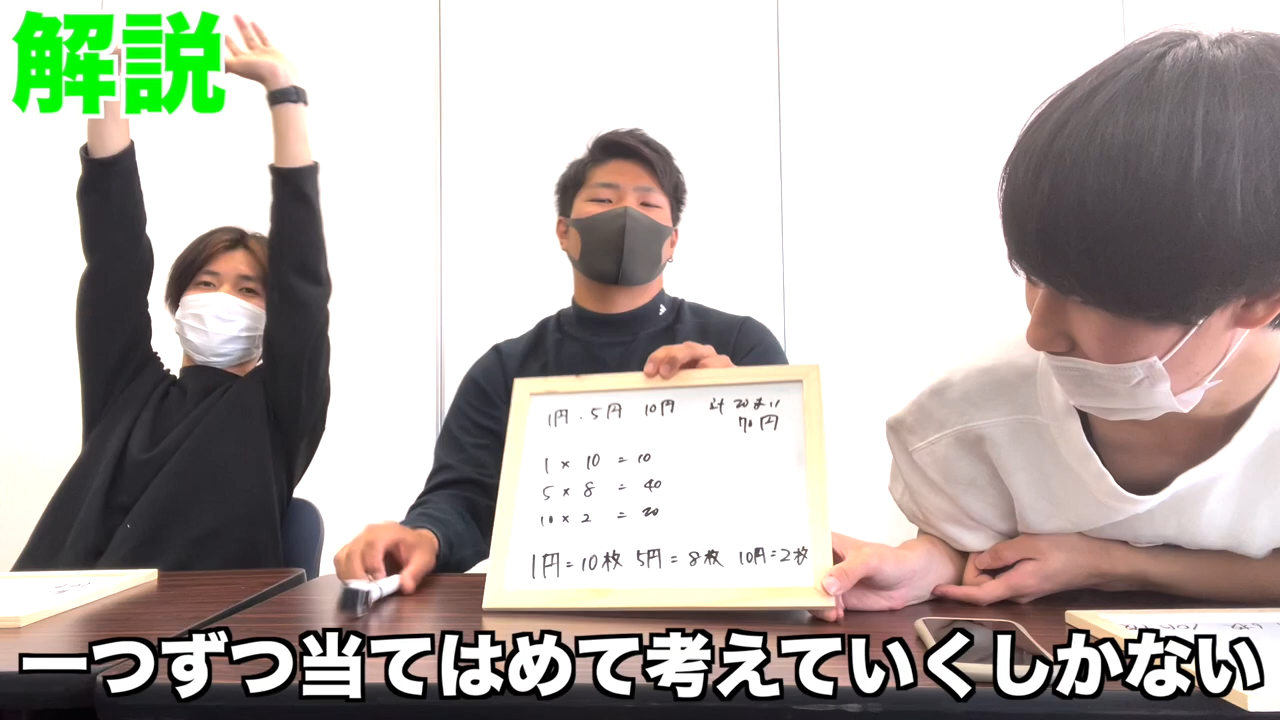 解説
1円・5円 10円 計20まい
70円
1 × 10 = 10
5 × 8 = 40
10 × 2 = 20
1円=10枚 5円=8枚 10円=2枚
一つずつ当てはめて考えていくしかない